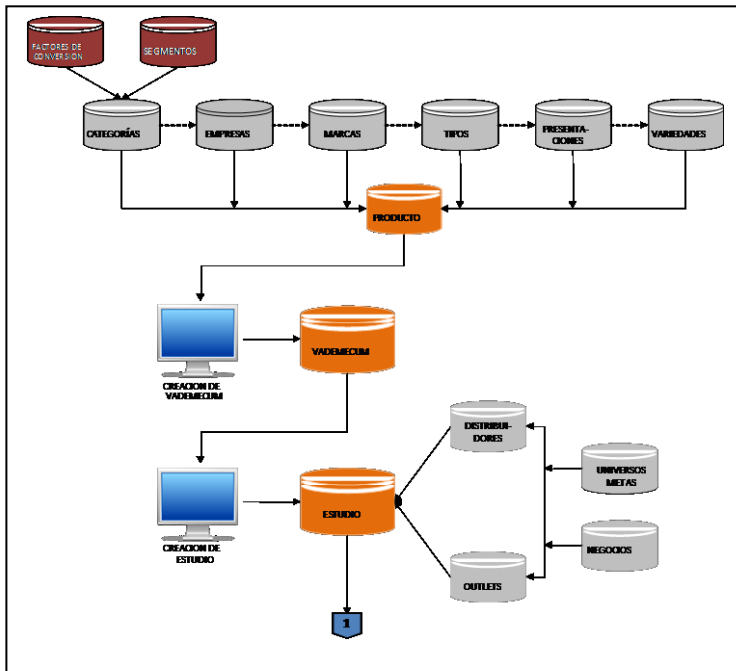 FACTORES DE
CONVERSIÓN
SEGMENTOS
CATEGORÍAS
EMPRESAS
MARCAS
TIPOS
PRESENTA-
CIONES
VARIEDADES
PRODUCTO
CREACION DE
VADEMECUM
VADEMECUM
DISTRIBUI-
DORES
UNIVERSOS
METAS
CREACION DE
ESTUDIO
ESTUDIO
NEGOCIOS
OUTLETS
1